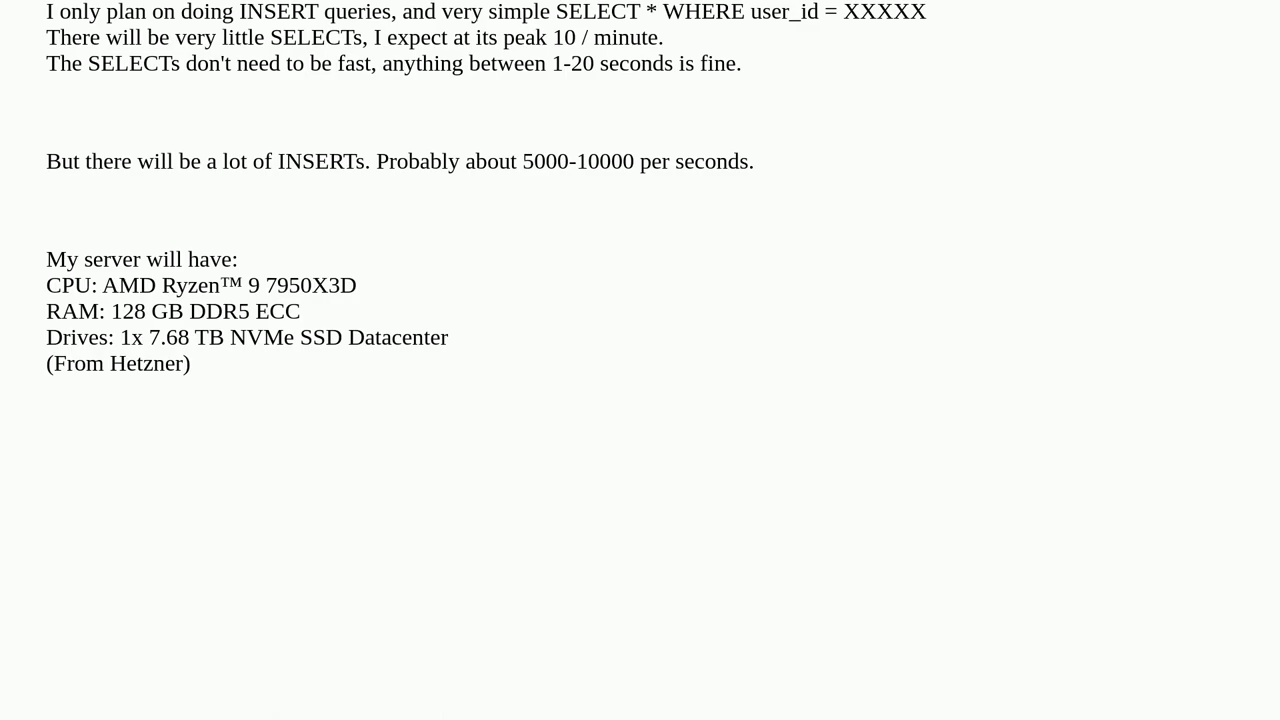 I only plan on doing INSERT queries, and very simple SELECT * WHERE user_id = XXXXX
There will be very little SELECTs, I expect at its peak 10 / minute.
The SELECTs don't need to be fast, anything between 1-20 seconds is fine.
But there will be a lot of INSERTs. Probably about 5000-10000 per seconds.
My server will have:
CPU: AMD Ryzen™ 9 7950X3D
RAM: 128 GB DDR5 ECC
Drives: 1x 7.68 TB NVMe SSD Datacenter
(From Hetzner)